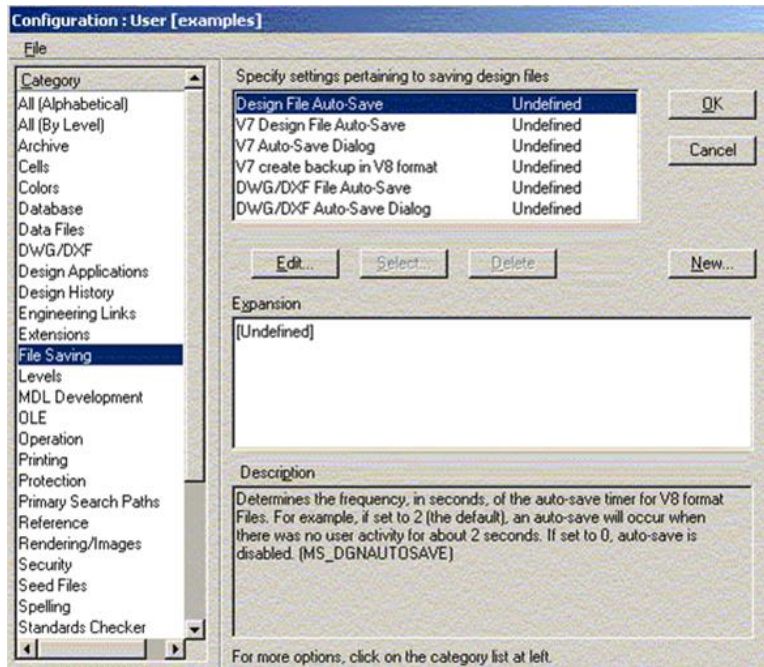 Configuration : User [examples]
File
Category
All (Alphabetical)
All (By Level)
Archive
Cells
Colors
Database
Data Files
DWG/DXF
Design Applications
Design History
Engineering Links
Extensions
File Saving
Levels
MDL Development
OLE
Operation
Printing
Protection
Primary Search Paths
Reference
Rendering/Images
Security
Seed Files
Spelling
Standards Checker
Specify settings pertaining to saving design files
Design File Auto-Save Undefined
V7 Design File Auto-Save Undefined
V7 Auto-Save Dialog Undefined
V7 create backup in V8 format Undefined
DWG/DXF File Auto-Save Undefined
DWG/DXF Auto-Save Dialog Undefined
OK
Cancel
Edit... Select... Delete New...
Expansion
[Undefined]
Description
Determines the frequency, in seconds, of the auto-save timer for V8 format
Files. For example, if set to 2 (the default), an auto-save will occur when
there was no user activity for about 2 seconds. If set to 0, auto-save is
disabled. (MS_DGNAUTOSAVE)
For more options, click on the category list at left.